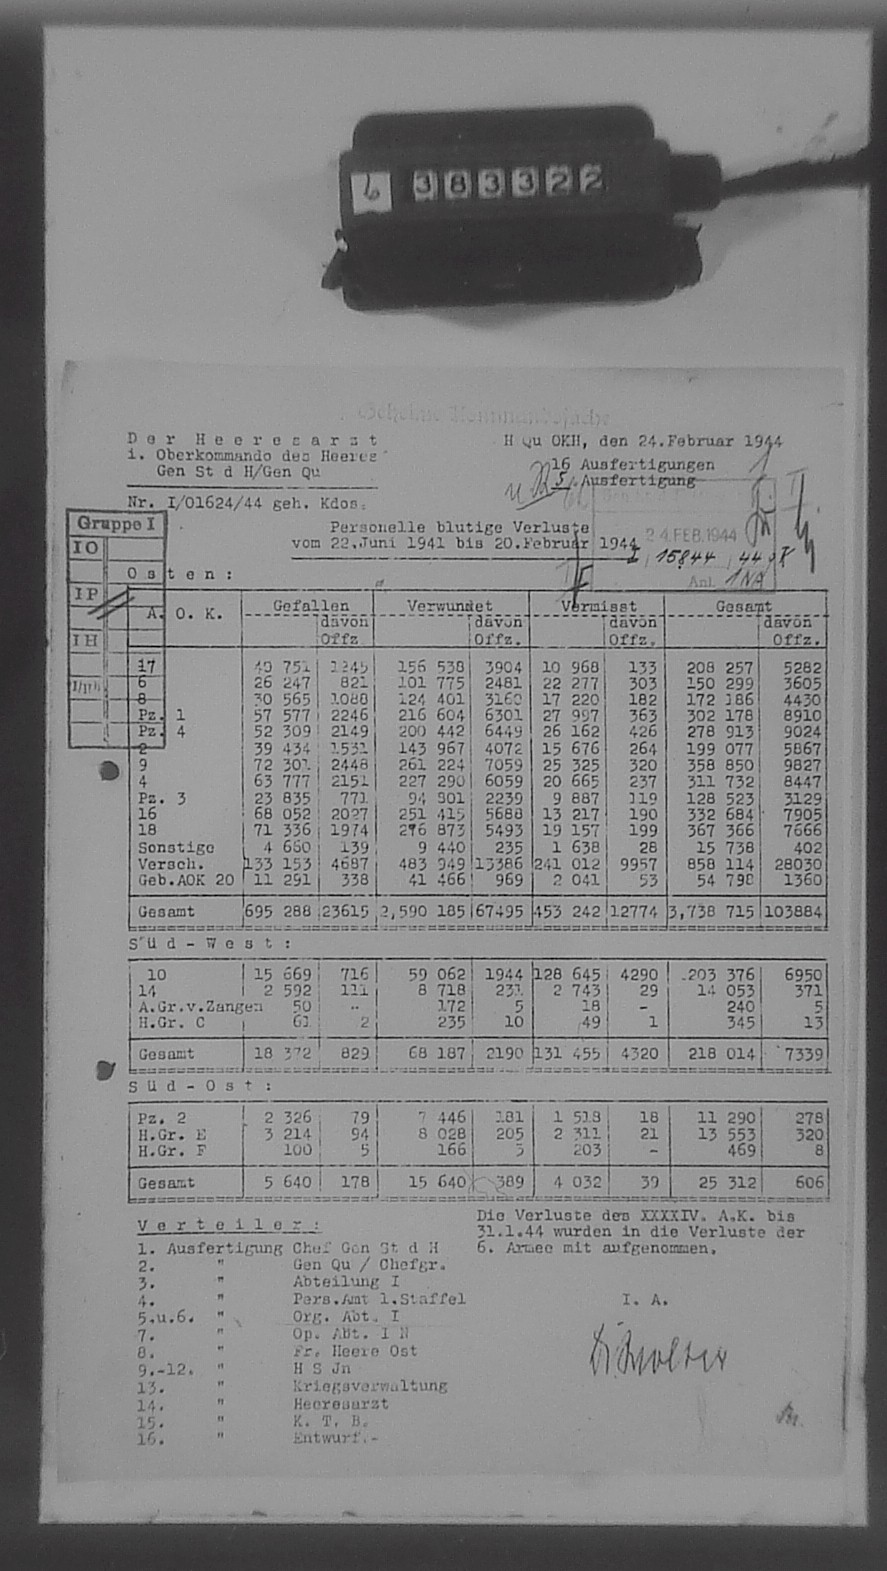 6 383322
Geheime Kommandosache
Der Heeresarzt H Qu OKH, den 24.Februar 1944
i. Oberkommando des Heeres
Gen St d H/Gen Qu 16 Ausfertigungen
5. Ausfertigung
Nr. I/01624/44 geh. Kdos.
Gruppe I
Personelle blutige Verluste
vom 22.Juni 1941 bis 20.Februar 1944
24.FEB.1944
I 15844 44
Anl. 1NA
IO
IP
IH
Osten:
A. O. K. Gefallen Verwundet Vermisst Gesamt
davon davon davon davon
Offz. Offz. Offz. Offz.
17 40 751 1245 156 538 3904 10 968 133 208 257 5282
6 26 247 821 101 775 2481 22 277 303 150 299 3605
8 30 565 1088 124 401 3160 17 220 182 172 186 4430
Pz. 1 57 577 2246 216 604 6301 27 997 363 302 178 8910
Pz. 4 52 309 2149 200 442 6449 26 162 426 278 913 9024
2 39 434 1531 143 967 4072 15 676 264 199 077 5867
9 72 301 2448 261 224 7059 25 325 320 358 850 9827
4 63 777 2151 227 290 6059 20 665 237 311 732 8447
Pz. 3 23 835 771 94 801 2239 9 887 119 128 523 3129
16 68 052 2027 251 415 5688 13 217 190 332 684 7905
18 71 336 1974 276 873 5493 19 157 199 367 366 7666
Sonstige 4 660 139 9 440 235 1 638 28 15 738 402
Versch. 133 153 4687 483 949 13386 241 012 9957 858 114 28030
Geb.AOK 20 11 291 338 41 466 969 2 041 53 54 798 1360
Gesamt 695 288 23615 2,590 185 67495 453 242 12774 3,738 715 103884
Süd-West:
10 15 669 716 59 062 1944 128 645 4290 203 376 6950
14 2 592 111 8 718 231 2 743 29 14 053 371
A.Gr.v.Zangen 50 -- 172 5 18 - 240 5
H.Gr. C 61 2 235 10 49 1 345 13
Gesamt 18 372 829 68 187 2190 131 455 4320 218 014 7339
Süd-Ost:
Pz. 2 2 326 79 7 446 181 1 518 18 11 290 278
H.Gr. E 3 214 94 8 028 205 2 311 21 13 553 320
H.Gr. F 100 5 166 3 203 - 469 8
Gesamt 5 640 178 15 640 389 4 032 39 25 312 606
Verteiler:
1. Ausfertigung Chef Gen St d H
2. " Gen Qu / Chefgr.
3. " Abteilung I
4. " Pers.Amt 1.Staffel
5.u.6. " Org. Abt. I
7. " Op. Abt. I N
8. " Fr. Heere Ost
9.-12. " H S Jn
13. " Kriegsverwaltung
14. " Heeresarzt
15. " K. T. B.
16. " Entwurf.-
Die Verluste des XXXXIV. A.K. bis
31.1.44 wurden in die Verluste der
6. Armee mit aufgenommen.
I. A.